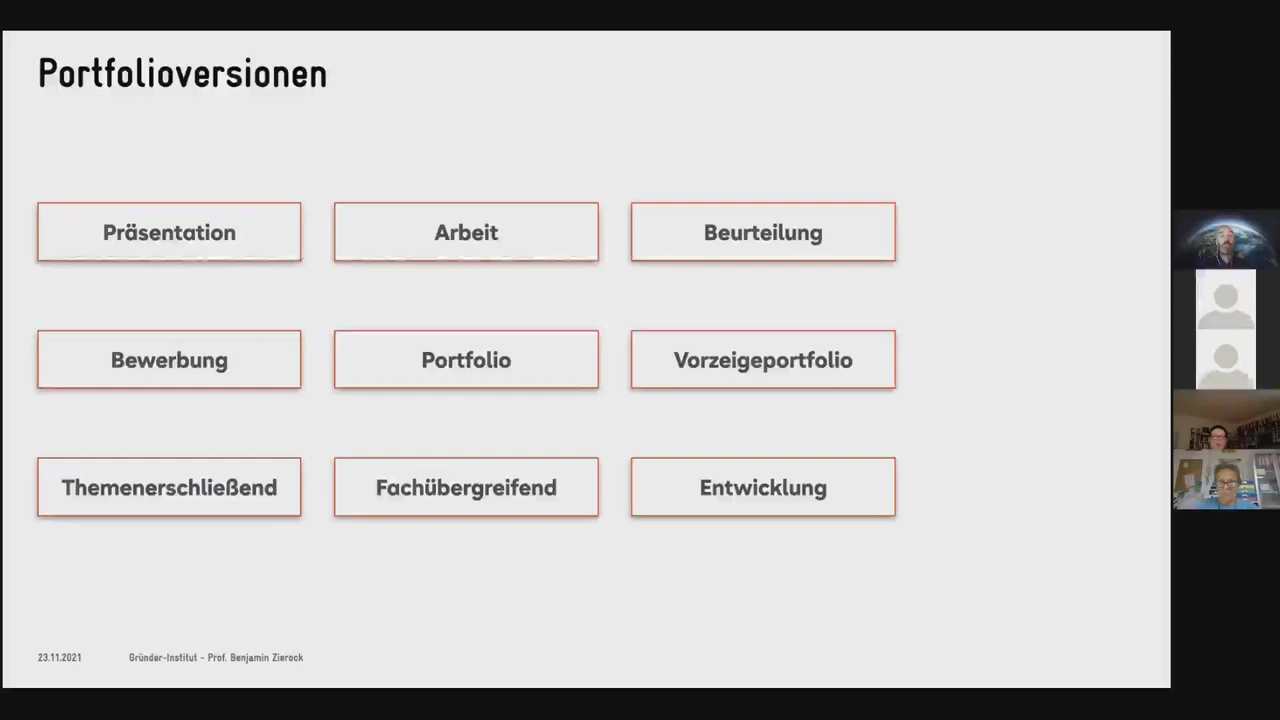 Portfolioversionen
Präsentation
Arbeit
Beurteilung
Bewerbung
Portfolio
Vorzeigeportfolio
Themenerschließend
Fachübergreifend
Entwicklung
23.11.2021
Gründer-Institut - Prof. Benjamin Zierock